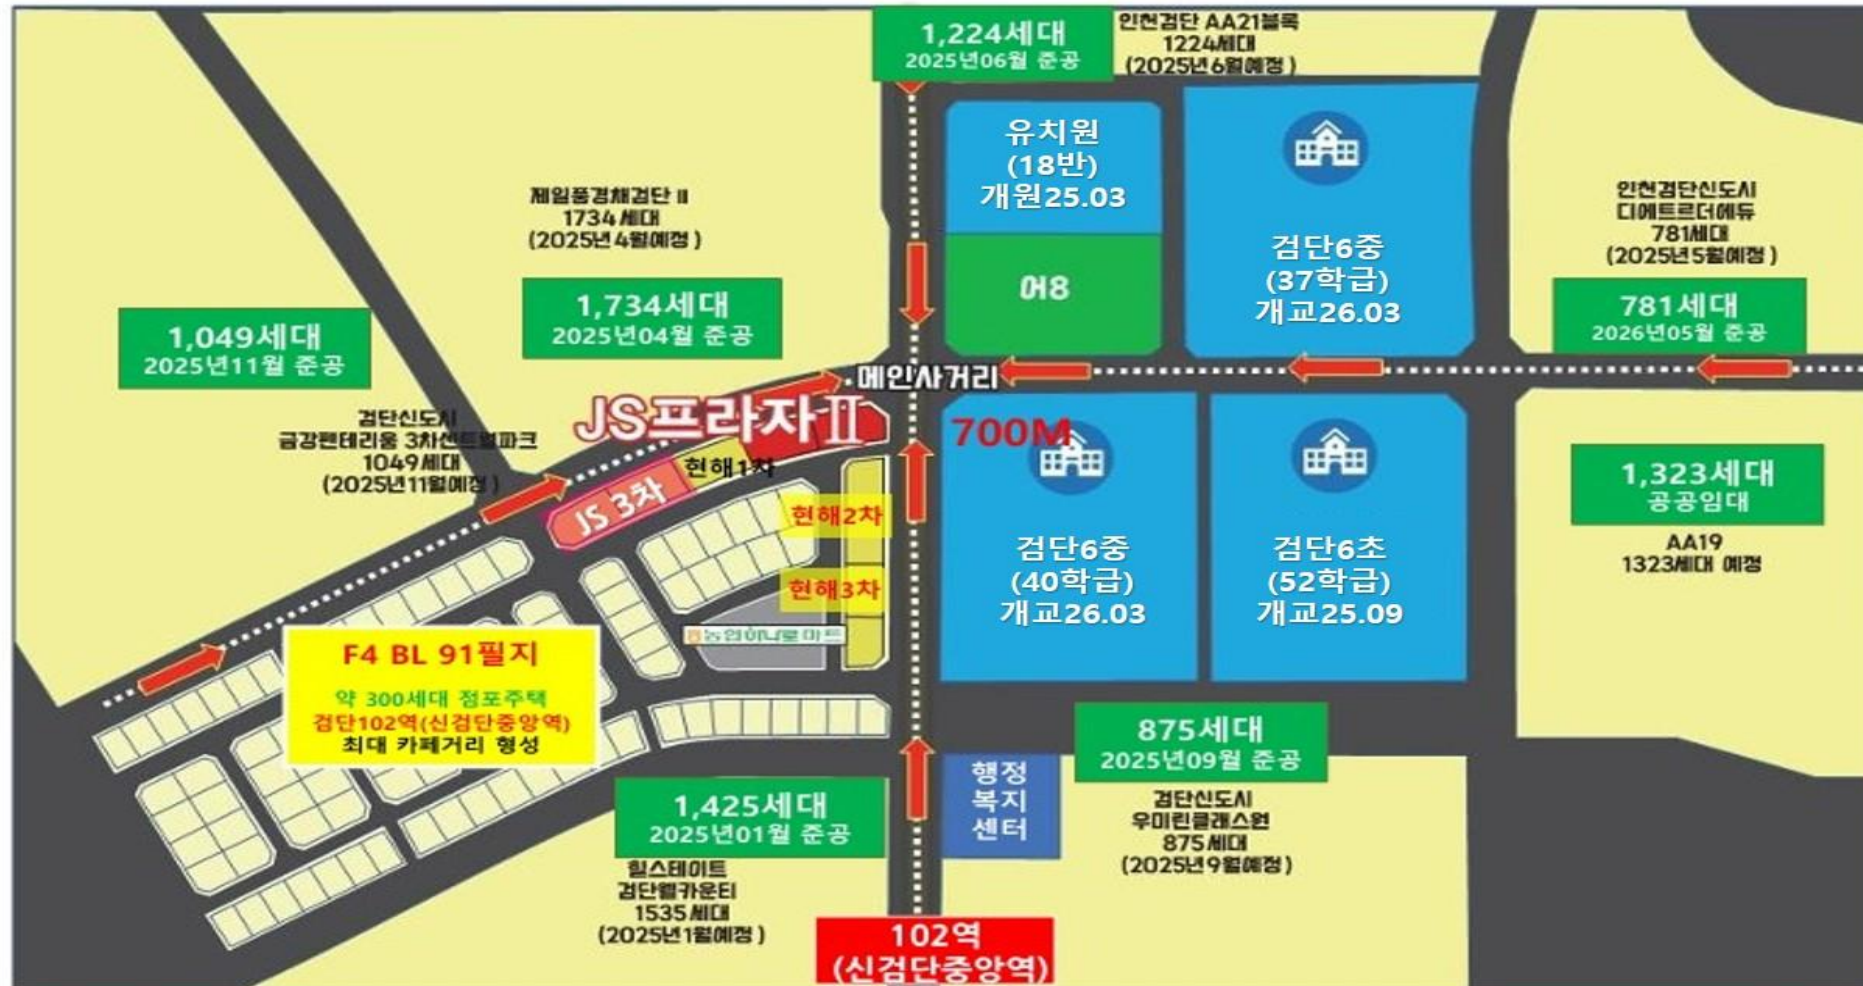 1,224세대
2025년06월 준공
인천검단 AA21블록
1224세대
(2025년6월예정)
유치원
(18반)
개원25.03
어8
검단6중
(37학급)
개교26.03
제일풍경채검단 II
1734세대
(2025년4월예정)
1,734세대
2025년04월 준공
1,049세대
2025년11월 준공
검단신도시
금강펜테리움 3차센트럴파크
1049세대
(2025년11월예정)
인천검단신도시
디에트르더에듀
781세대
(2025년5월예정)
781세대
2026년05월 준공
메인사거리
JS프라자Ⅱ
700M
현해1차
JS 3차
현해2차
현해3차
농협하나로마트
검단6중
(40학급)
개교26.03
검단6초
(52학급)
개교25.09
1,323세대
공공임대
AA19
1323세대 예정
F4 BL 91필지
약 300세대 점포주택
검단102역(신검단중앙역)
최대 카페거리 형성
1,425세대
2025년01월 준공
힐스테이트
검단웰카운티
1535세대
(2025년1월예정)
행정
복지
센터
875세대
2025년09월 준공
검단신도시
우미린클래스원
875세대
(2025년9월예정)
102역
(신검단중앙역)